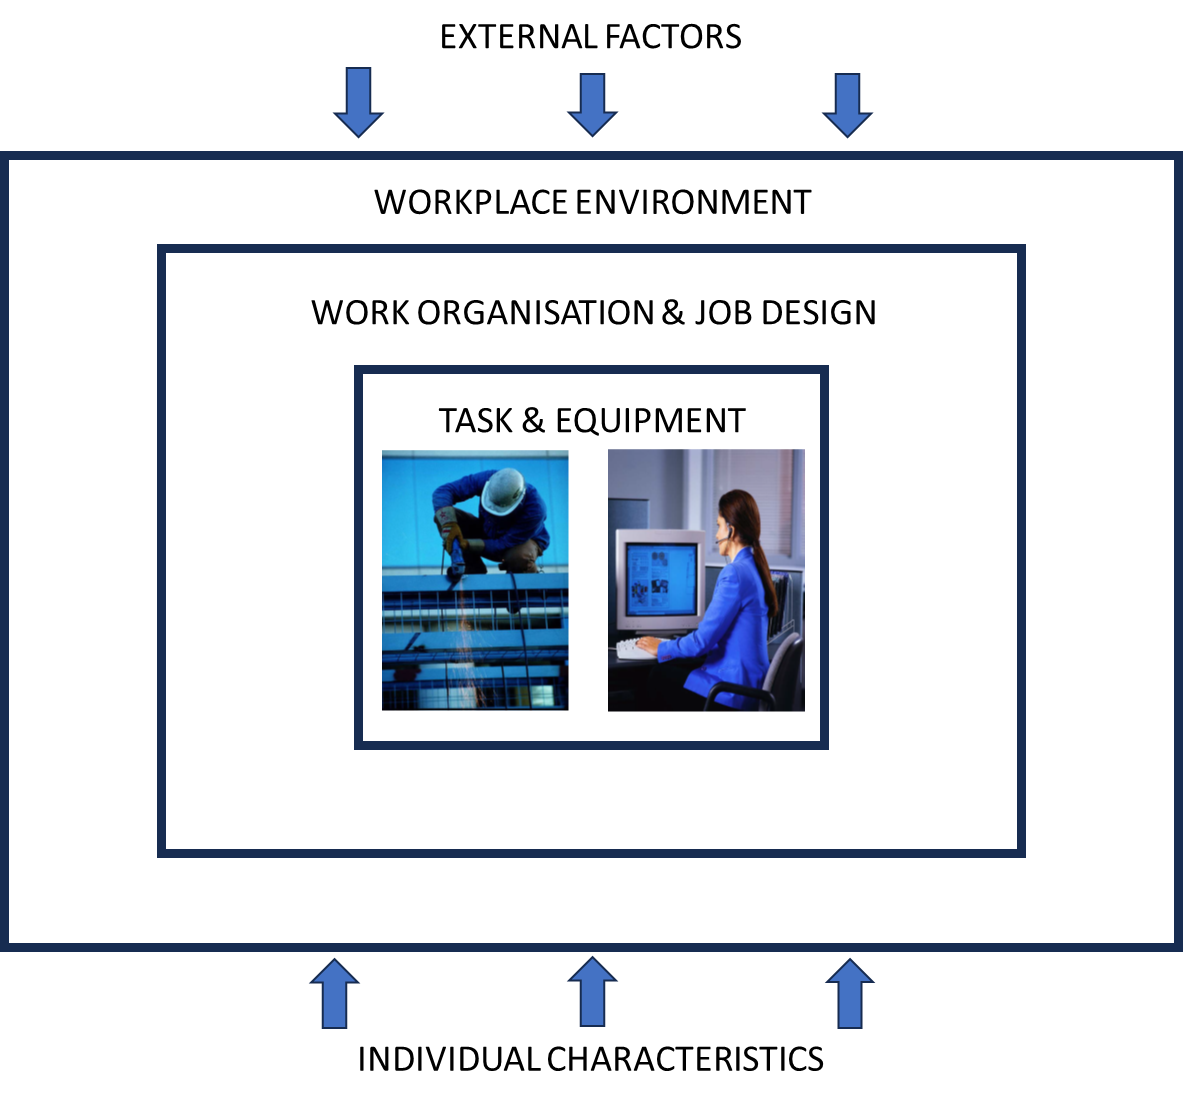 EXTERNAL FACTORS
WORKPLACE ENVIRONMENT
WORK ORGANISATION & JOB DESIGN
TASK & EQUIPMENT
INDIVIDUAL CHARACTERISTICS